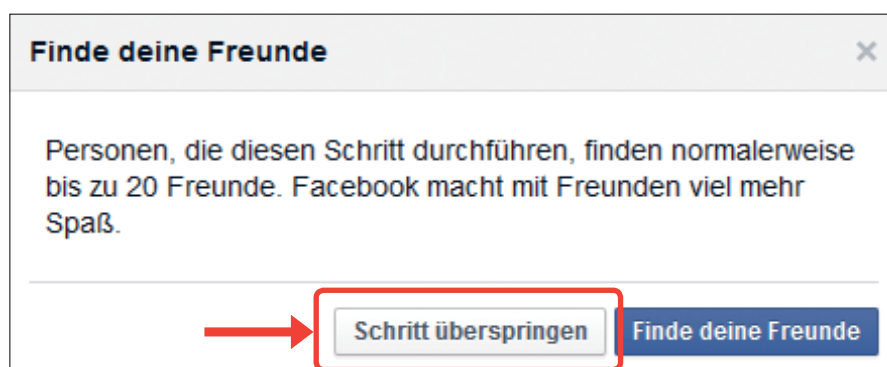 Finde deine Freunde
Personen, die diesen Schritt durchführen, finden normalerweise
bis zu 20 Freunde. Facebook macht mit Freunden viel mehr
Spaß.
Schritt überspringen Finde deine Freunde